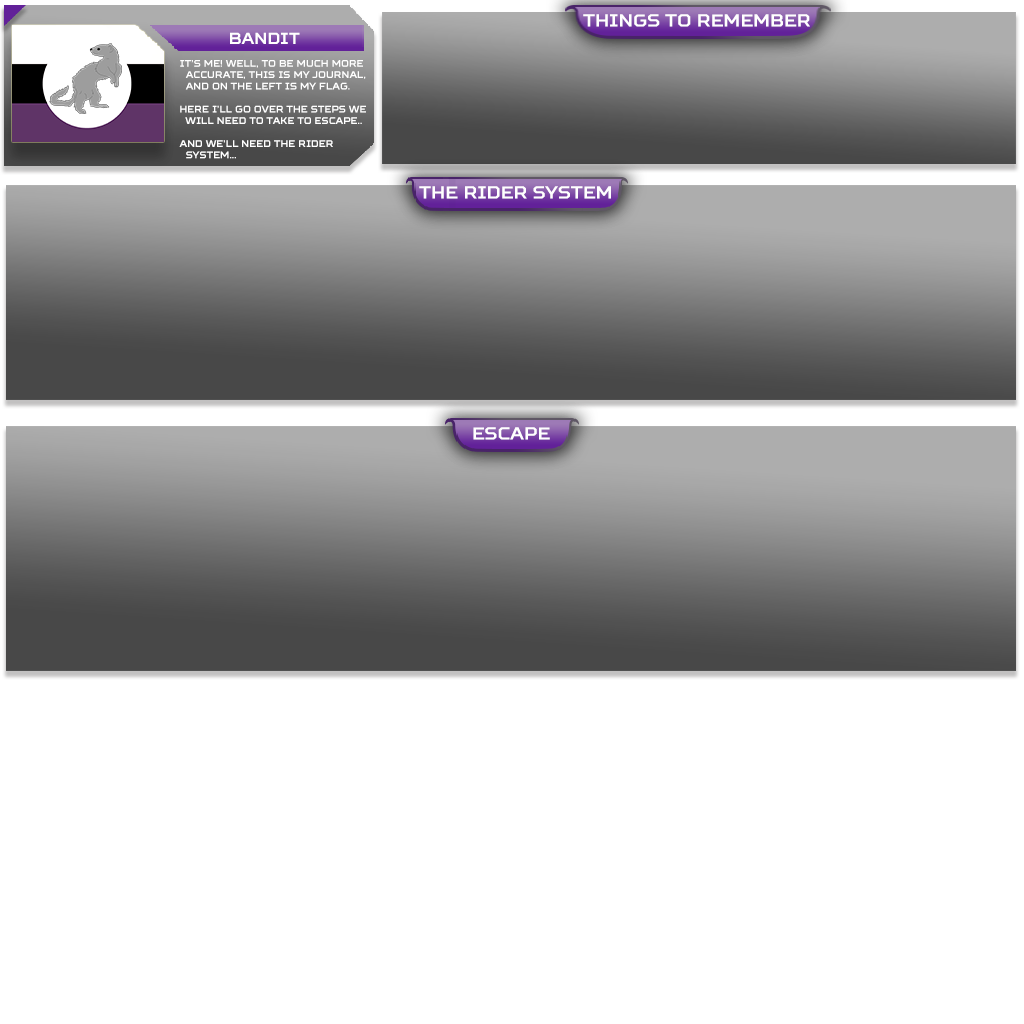 BANDIT
IT'S ME! WELL, TO BE MUCH MORE
ACCURATE, THIS IS MY JOURNAL,
AND ON THE LEFT IS MY FLAG.
HERE I'LL GO OVER THE STEPS WE
WILL NEED TO TAKE TO ESCAPE..
AND WE'LL NEED THE RIDER
SYSTEM...
THINGS TO REMEMBER
THE RIDER SYSTEM
ESCAPE